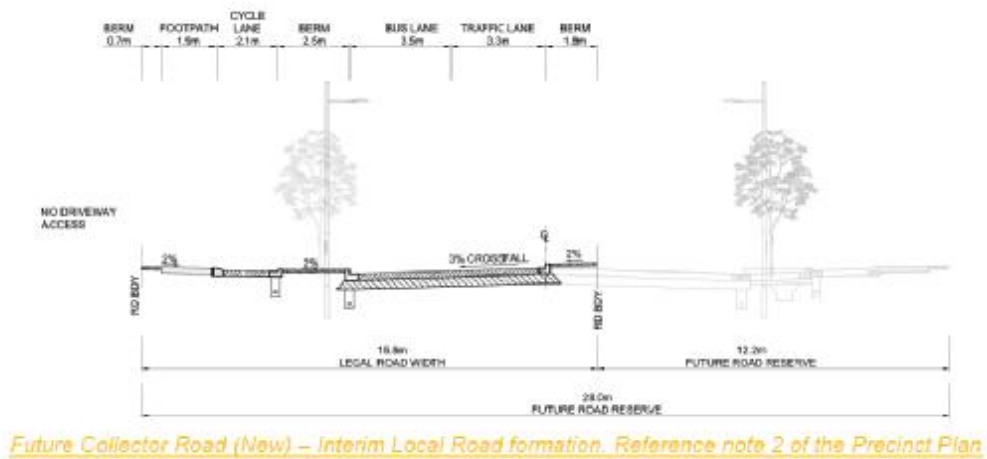 BERM FOOTPATH CYCLE LANE BERM BUS LANE TRAFFIC LANE BERM
0.7m 1.9m 2.1m 2.5m 3.5m 3.3m 1.8m
NO DRIVEWAY
ACCESS
2% 2% 3% CROSSFALL 2%
RD BDY RD BDY
15.8m 12.2m
LEGAL ROAD WIDTH FUTURE ROAD RESERVE
28.0m
FUTURE ROAD RESERVE
Future Collector Road (New) – Interim Local Road formation. Reference note 2 of the Precinct Plan